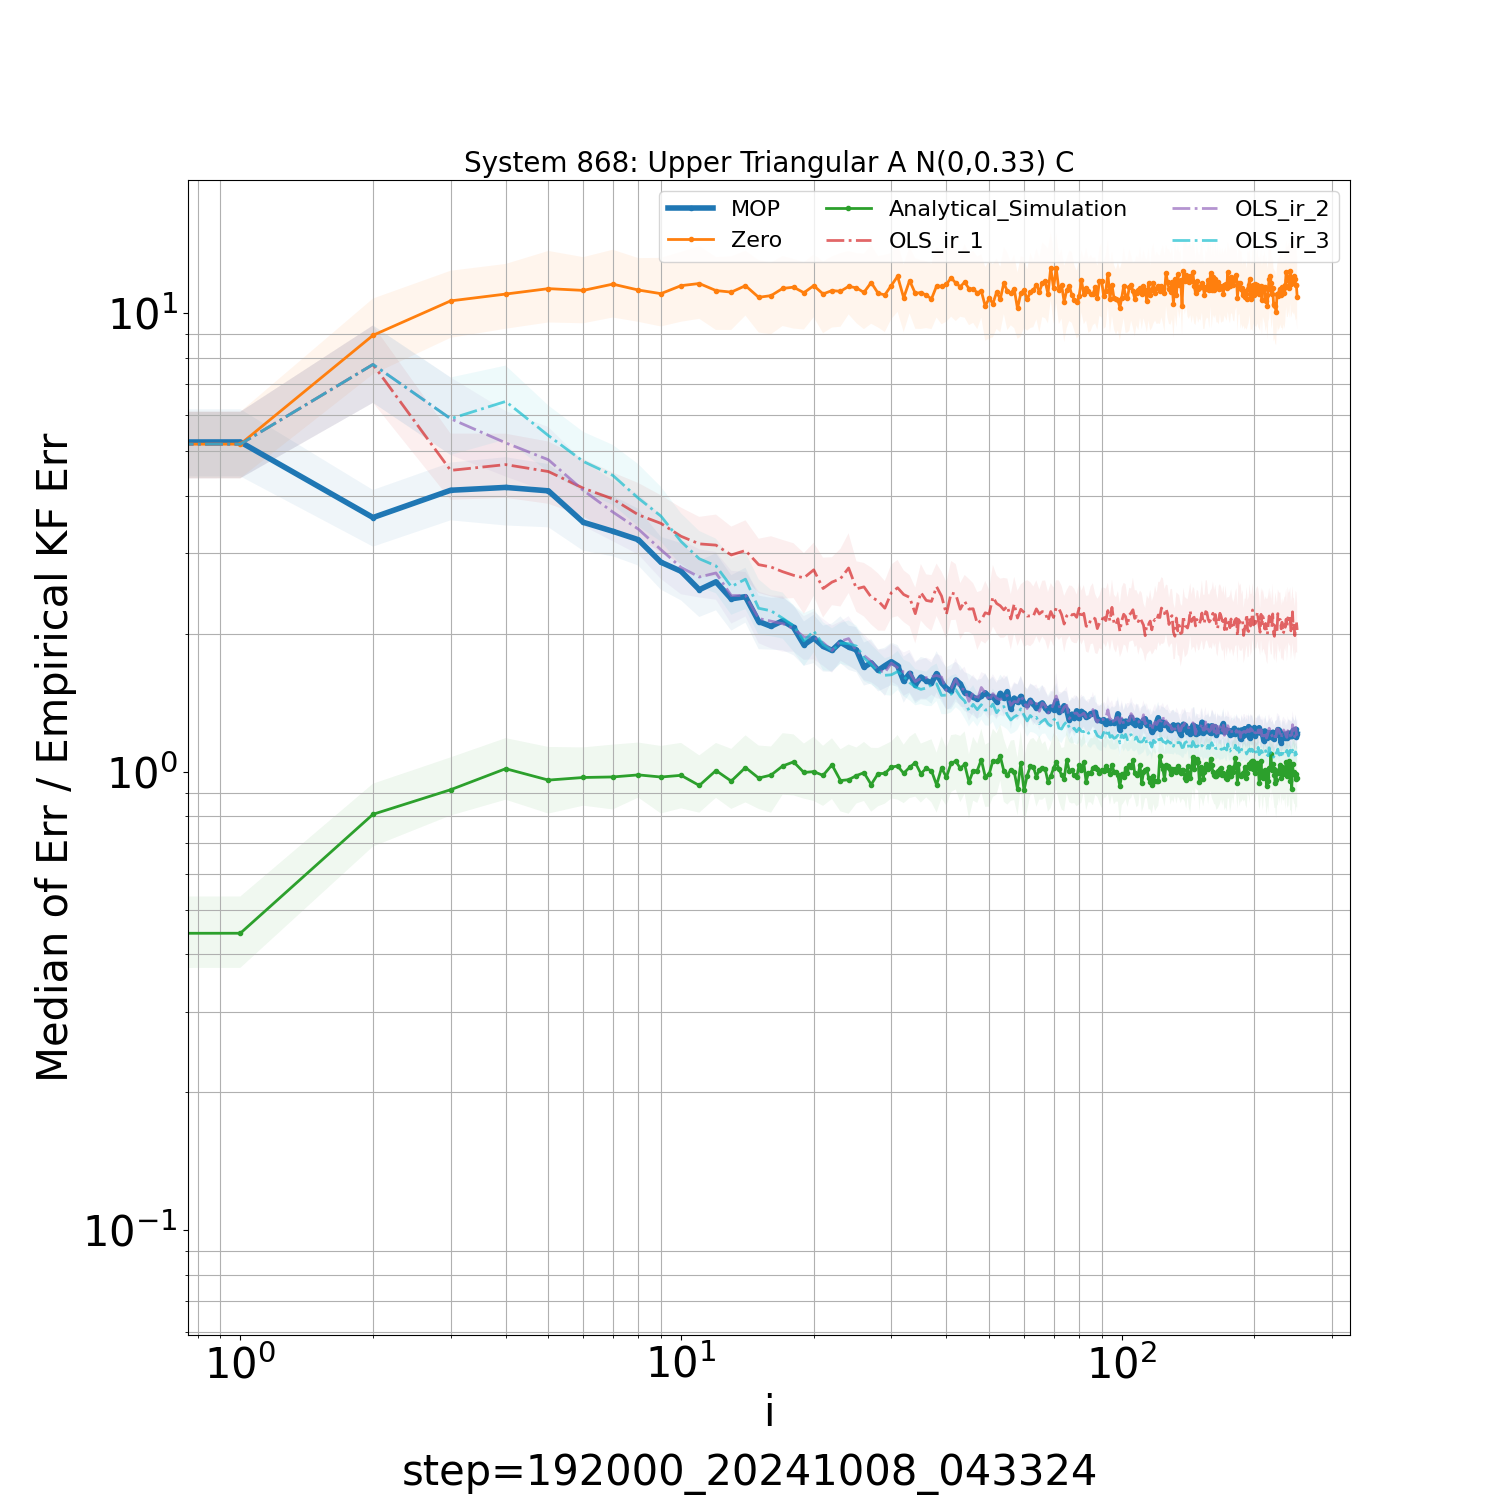 System 868: Upper Triangular A N(0,0.33) C
MOP
Zero
Analytical_Simulation
OLS_ir_1
OLS_ir_2
OLS_ir_3
Median of Err / Empirical KF Err
10¹
10⁰
10⁻¹
10⁰ 10¹ 10²
i
step=192000_20241008_043324